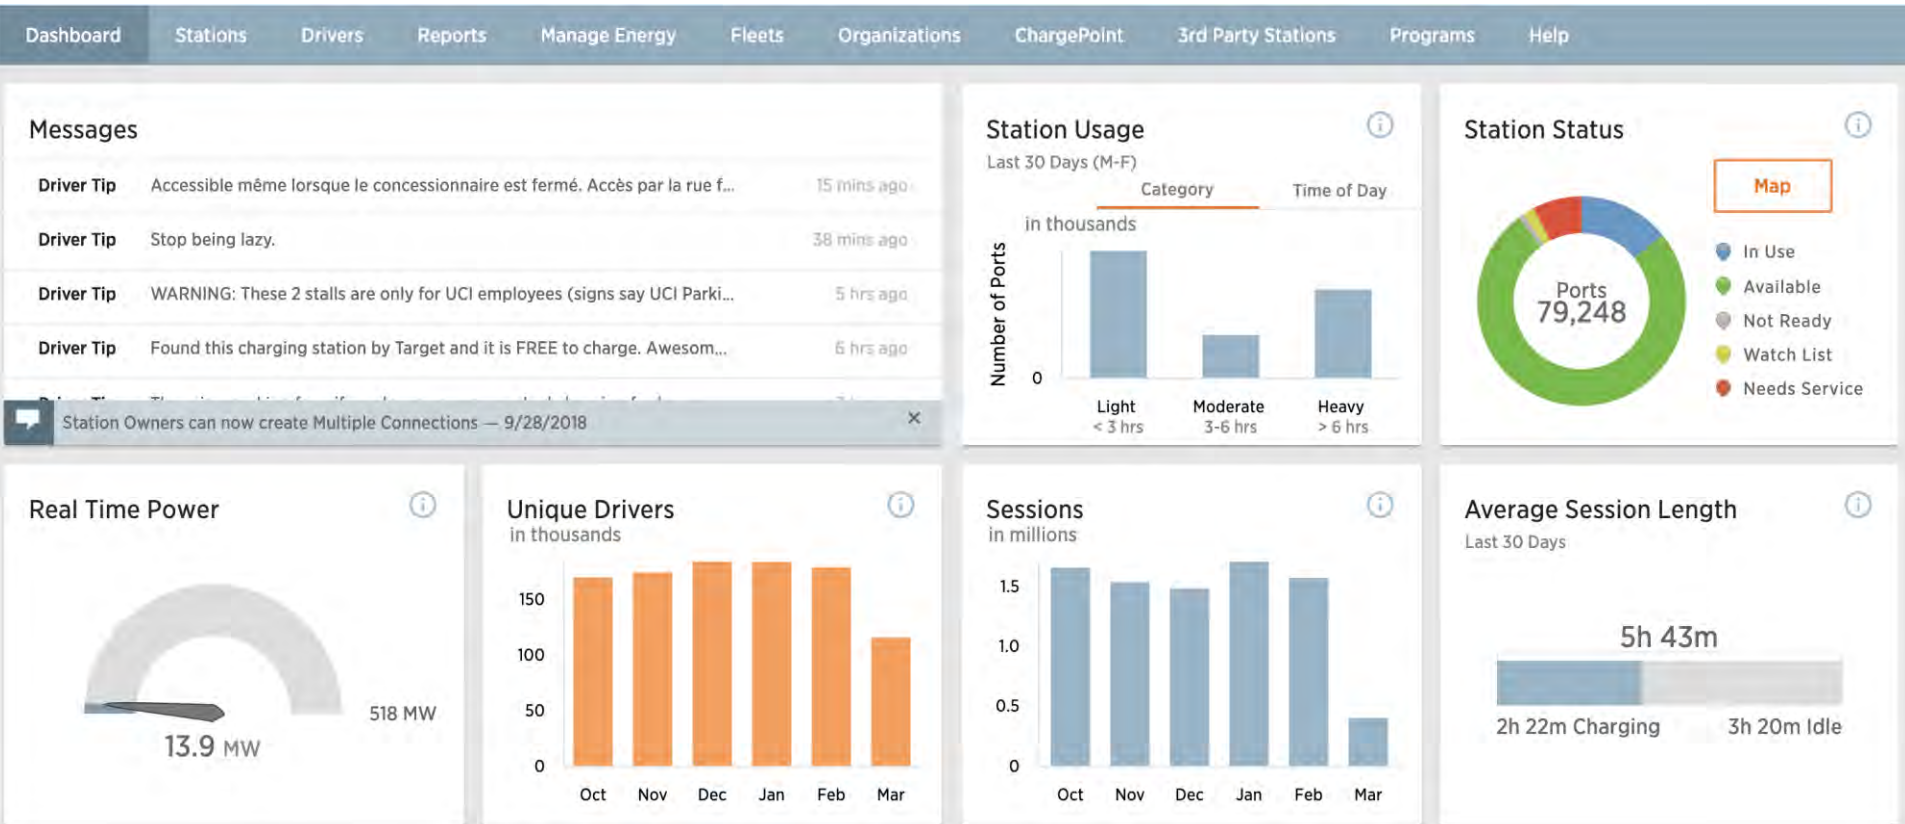 Dashboard Stations Drivers Reports Manage Energy Fleets Organizations ChargePoint 3rd Party Stations Programs Help
Messages
Driver Tip Accessible même lorsque le concessionnaire est fermé. Accès par la rue f... 15 mins ago
Driver Tip Stop being lazy. 38 mins ago
Driver Tip WARNING: These 2 stalls are only for UCI employees (signs say UCI Parki... 5 hrs ago
Driver Tip Found this charging station by Target and it is FREE to charge. Awesom... 6 hrs ago
Station Owners can now create Multiple Connections — 9/28/2018 ×
Station Usage
Last 30 Days (M-F)
Category Time of Day
in thousands
Number of Ports
0
Light Moderate Heavy
< 3 hrs 3-6 hrs > 6 hrs
Station Status
Map
Ports
79,248
In Use
Available
Not Ready
Watch List
Needs Service
Real Time Power
518 MW
13.9 MW
Unique Drivers
in thousands
150
100
50
0
Oct Nov Dec Jan Feb Mar
Sessions
in millions
1.5
1.0
0.5
0
Oct Nov Dec Jan Feb Mar
Average Session Length
Last 30 Days
5h 43m
2h 22m Charging 3h 20m Idle